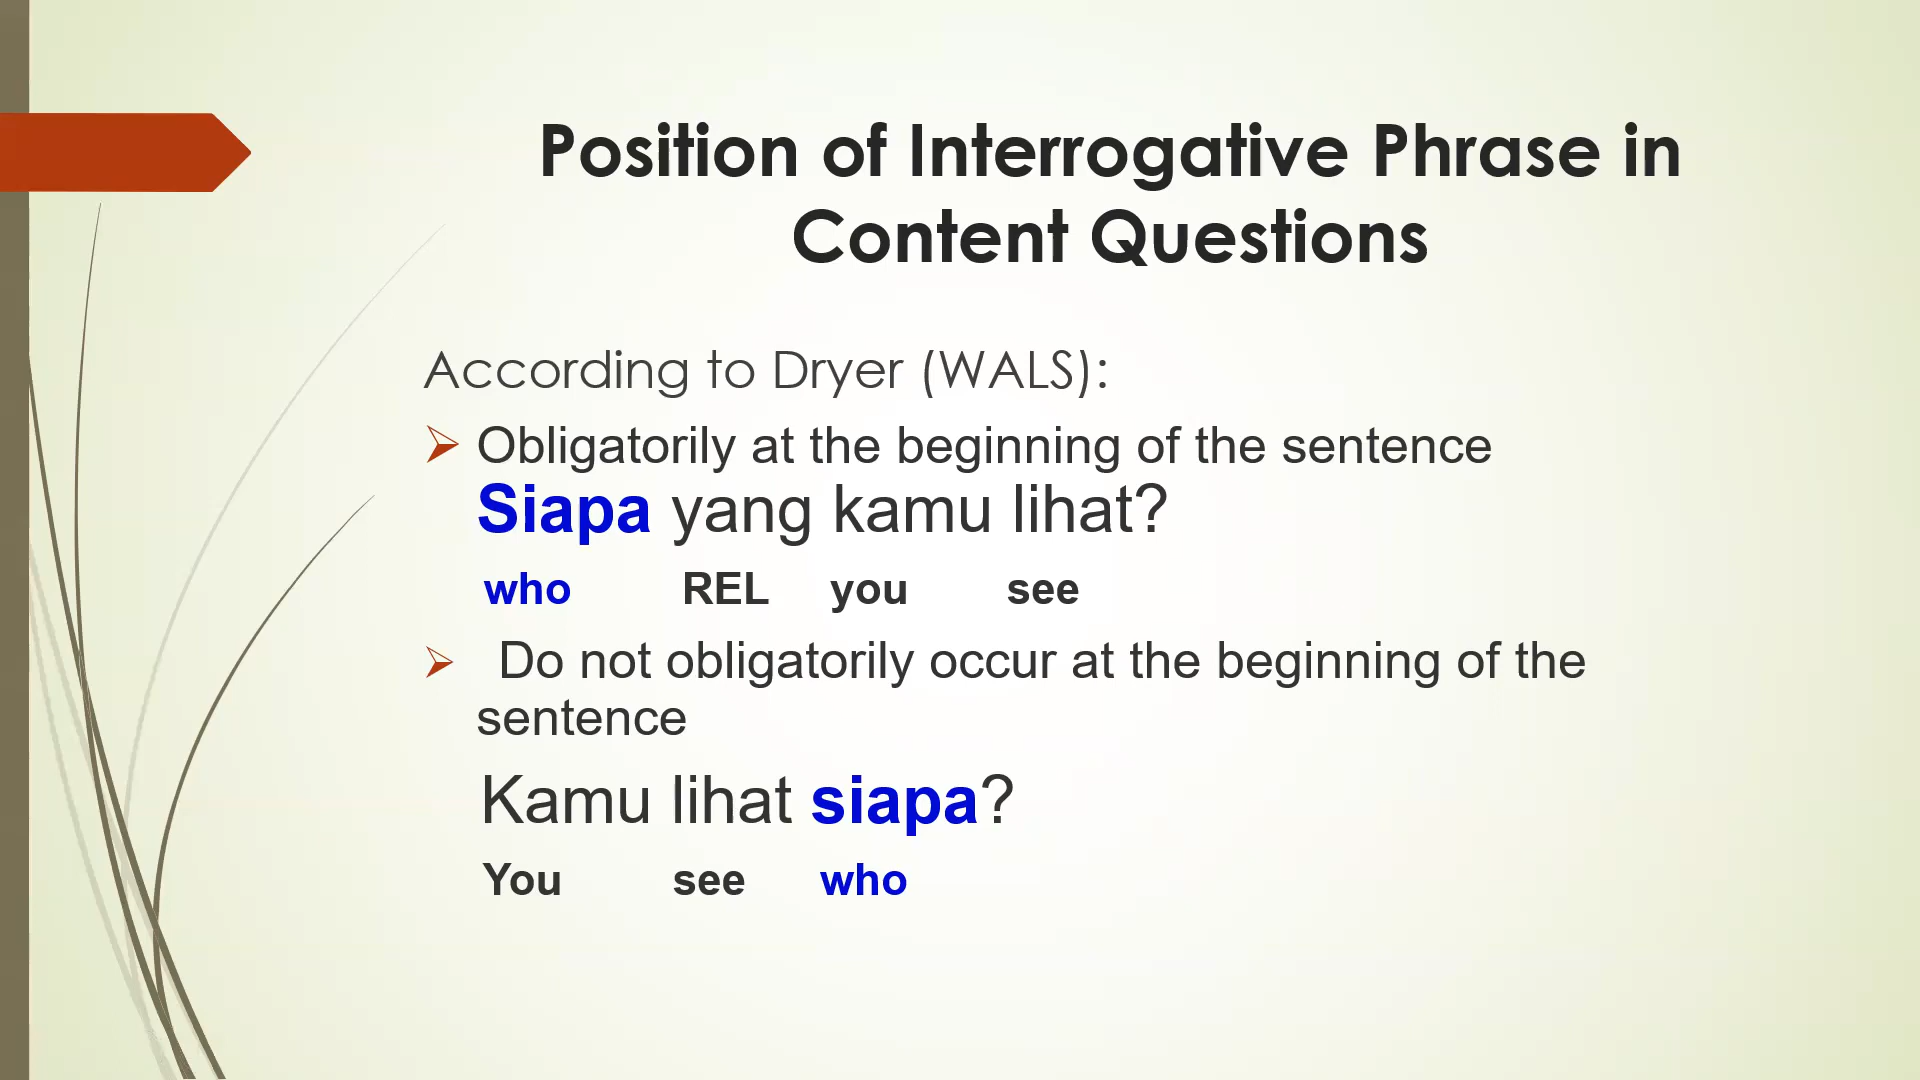 Position of Interrogative Phrase in
Content Questions
According to Dryer (WALS):
Obligatorily at the beginning of the sentence
Siapa yang kamu lihat?
who REL you see
Do not obligatorily occur at the beginning of the
sentence
Kamu lihat siapa?
You see who